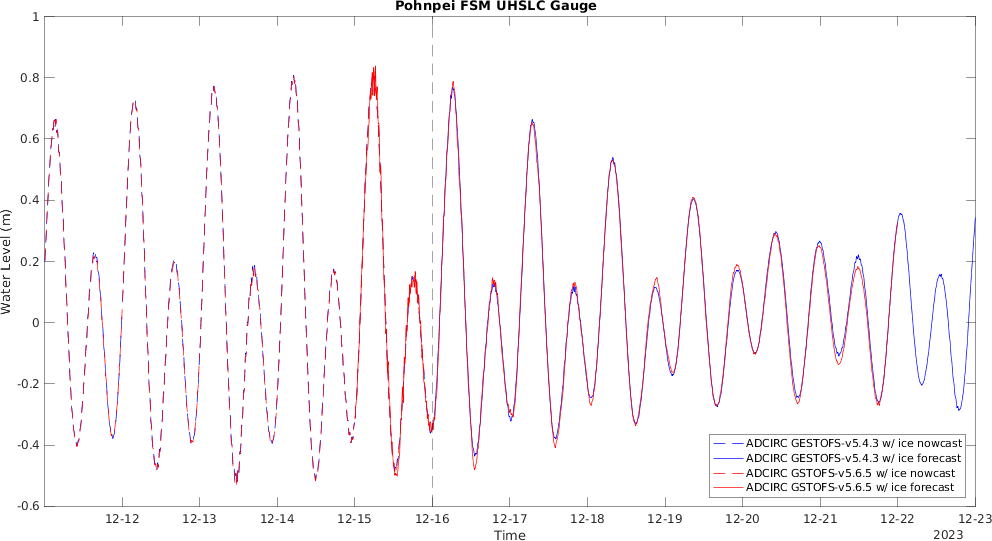 Pohnpei FSM UHSLC Gauge
1
0.8
0.6
0.4
0.2
0
-0.2
-0.4
-0.6
Water Level (m)
ADCIRC GESTOFS-v5.4.3 w/ ice nowcast
ADCIRC GESTOFS-v5.4.3 w/ ice forecast
ADCIRC GSTOFS-v5.6.5 w/ ice nowcast
ADCIRC GSTOFS-v5.6.5 w/ ice forecast
12-12 12-13 12-14 12-15 12-16 12-17 12-18 12-19 12-20 12-21 12-22 12-23
Time
2023